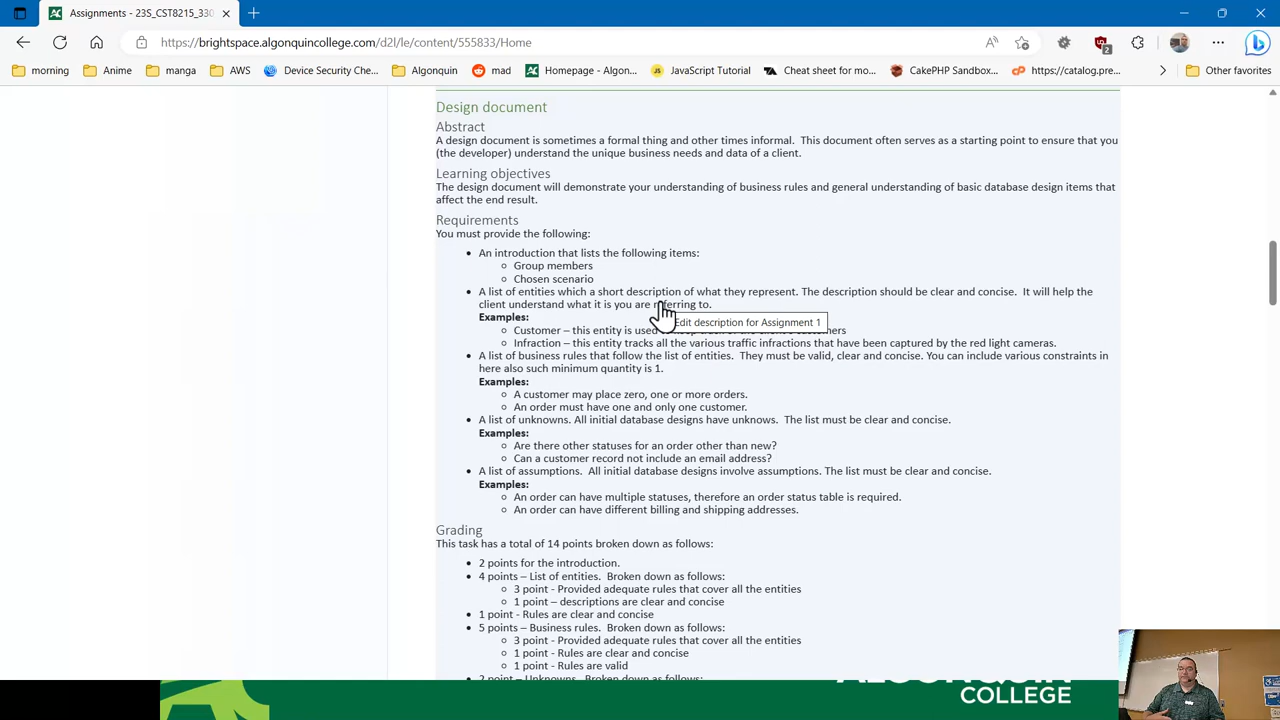 Assignments - 23S_CST8215_330
https://brightspace.algonquincollege.com/d2l/le/content/555833/Home
2
morning
Anime
manga
AWS
Device Security Che...
Algonquin
mad
Homepage - Algon...
JavaScript Tutorial
Cheat sheet for mo...
CakePHP Sandbox...
https://catalog.pre...
Other favorites
Design document
Abstract
A design document is sometimes a formal thing and other times informal. This document often serves as a starting point to ensure that you
(the developer) understand the unique business needs and data of a client.
Learning objectives
The design document will demonstrate your understanding of business rules and general understanding of basic database design items that
affect the end result.
Requirements
You must provide the following:
An introduction that lists the following items:
Group members
Chosen scenario
A list of entities which a short description of what they represent. The description should be clear and concise. It will help the
client understand what it is you are referring to.
Examples:
Edit description for Assignment 1
Customer – this entity is used customers
Infraction – this entity tracks all the various traffic infractions that have been captured by the red light cameras.
A list of business rules that follow the list of entities. They must be valid, clear and concise. You can include various constraints in
here also such minimum quantity is 1.
Examples:
A customer may place zero, one or more orders.
An order must have one and only one customer.
A list of unknowns. All initial database designs have unknows. The list must be clear and concise.
Examples:
Are there other statuses for an order other than new?
Can a customer record not include an email address?
A list of assumptions. All initial database designs involve assumptions. The list must be clear and concise.
Examples:
An order can have multiple statuses, therefore an order status table is required.
An order can have different billing and shipping addresses.
Grading
This task has a total of 14 points broken down as follows:
2 points for the introduction.
4 points – List of entities. Broken down as follows:
3 point - Provided adequate rules that cover all the entities
1 point – descriptions are clear and concise
1 point - Rules are clear and concise
5 points – Business rules. Broken down as follows:
3 point - Provided adequate rules that cover all the entities
1 point - Rules are clear and concise
1 point - Rules are valid
2 point – Unknowns. Broken down as follows:
ALGONQUIN
COLLEGE